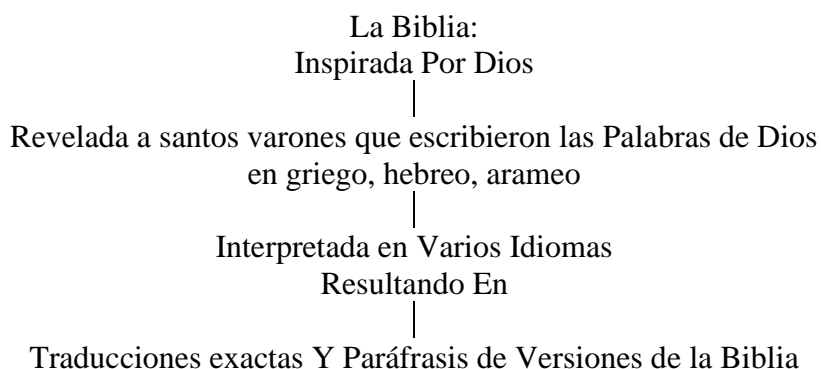 La Biblia:
Inspirada Por Dios
Revelada a santos varones que escribieron las Palabras de Dios
en griego, hebreo, arameo
Interpretada en Varios Idiomas
Resultando En
Traducciones exactas Y Paráfrasis de Versiones de la Biblia